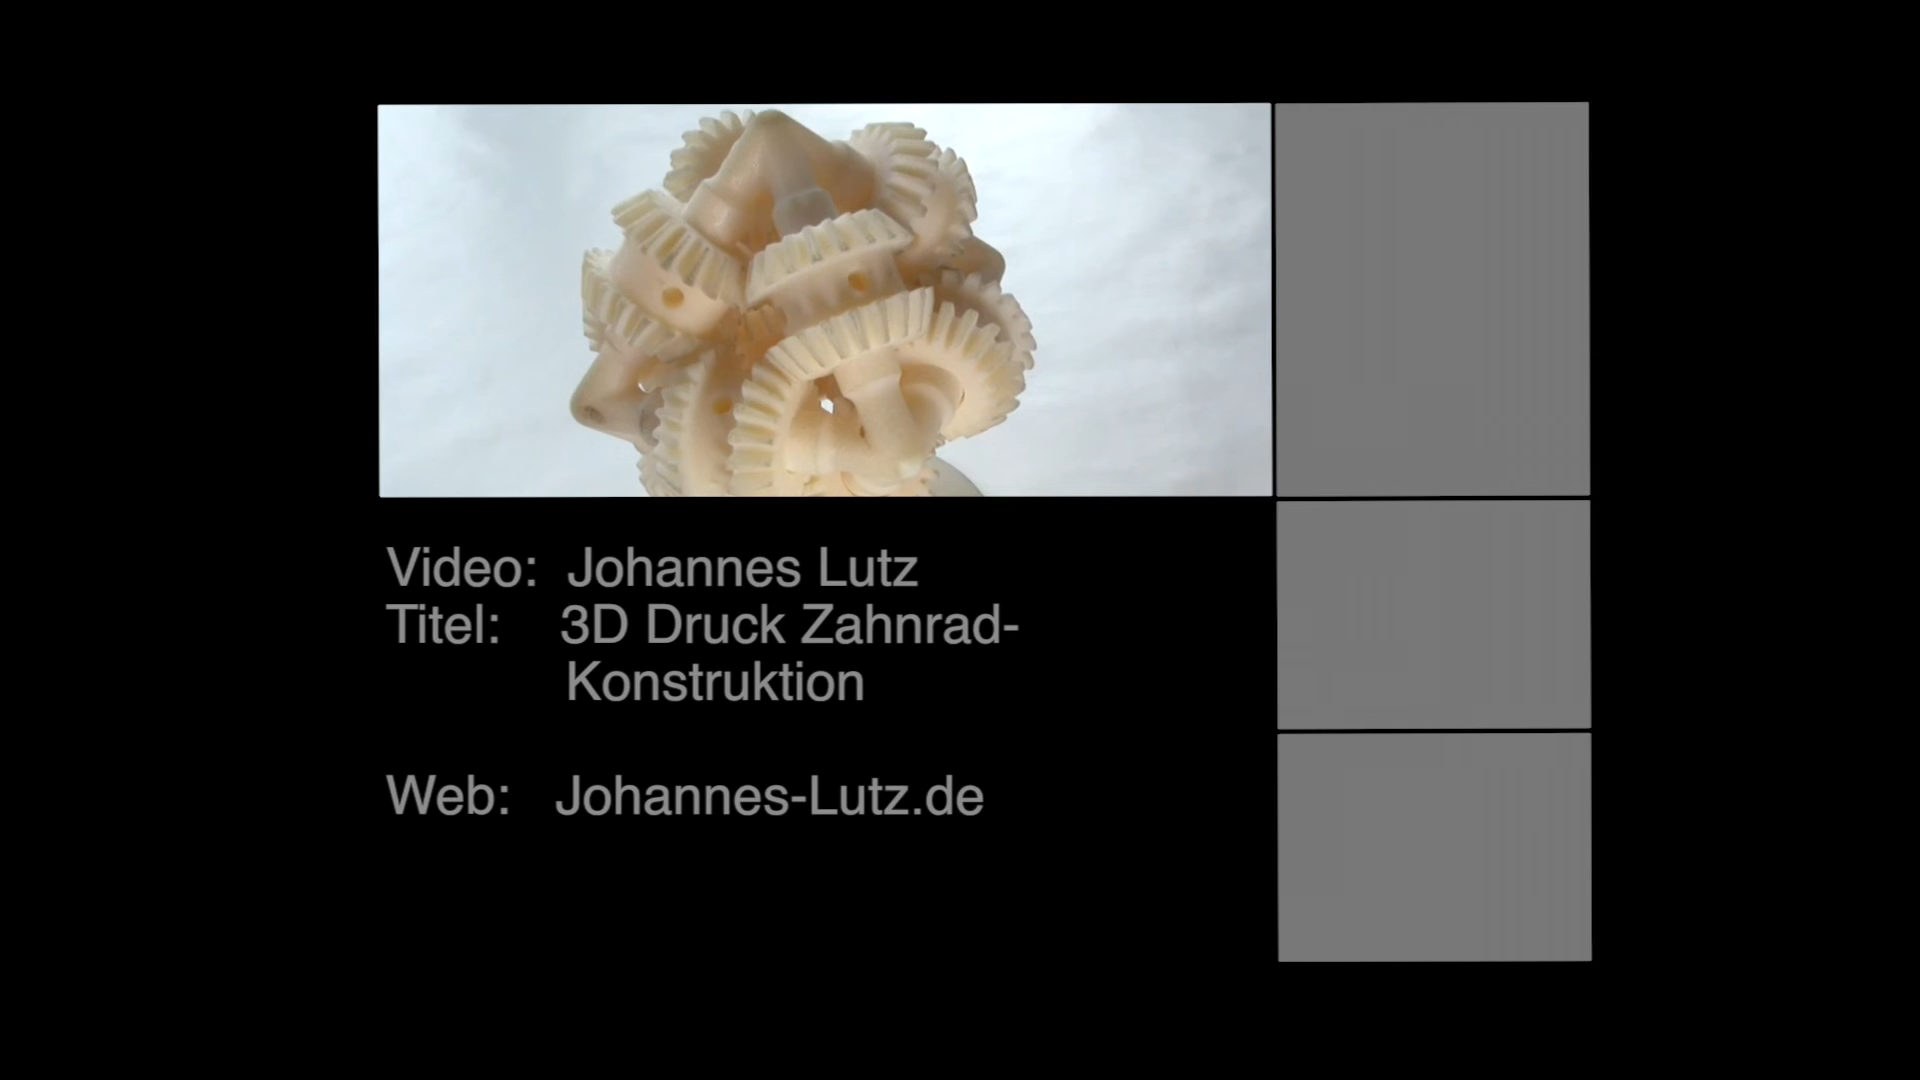 Video: Johannes Lutz
Titel: 3D Druck Zahnrad-
Konstruktion
Web: Johannes-Lutz.de